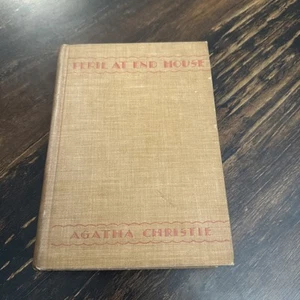 PERIL AT END HOUSE
AGATHA CHRISTIE